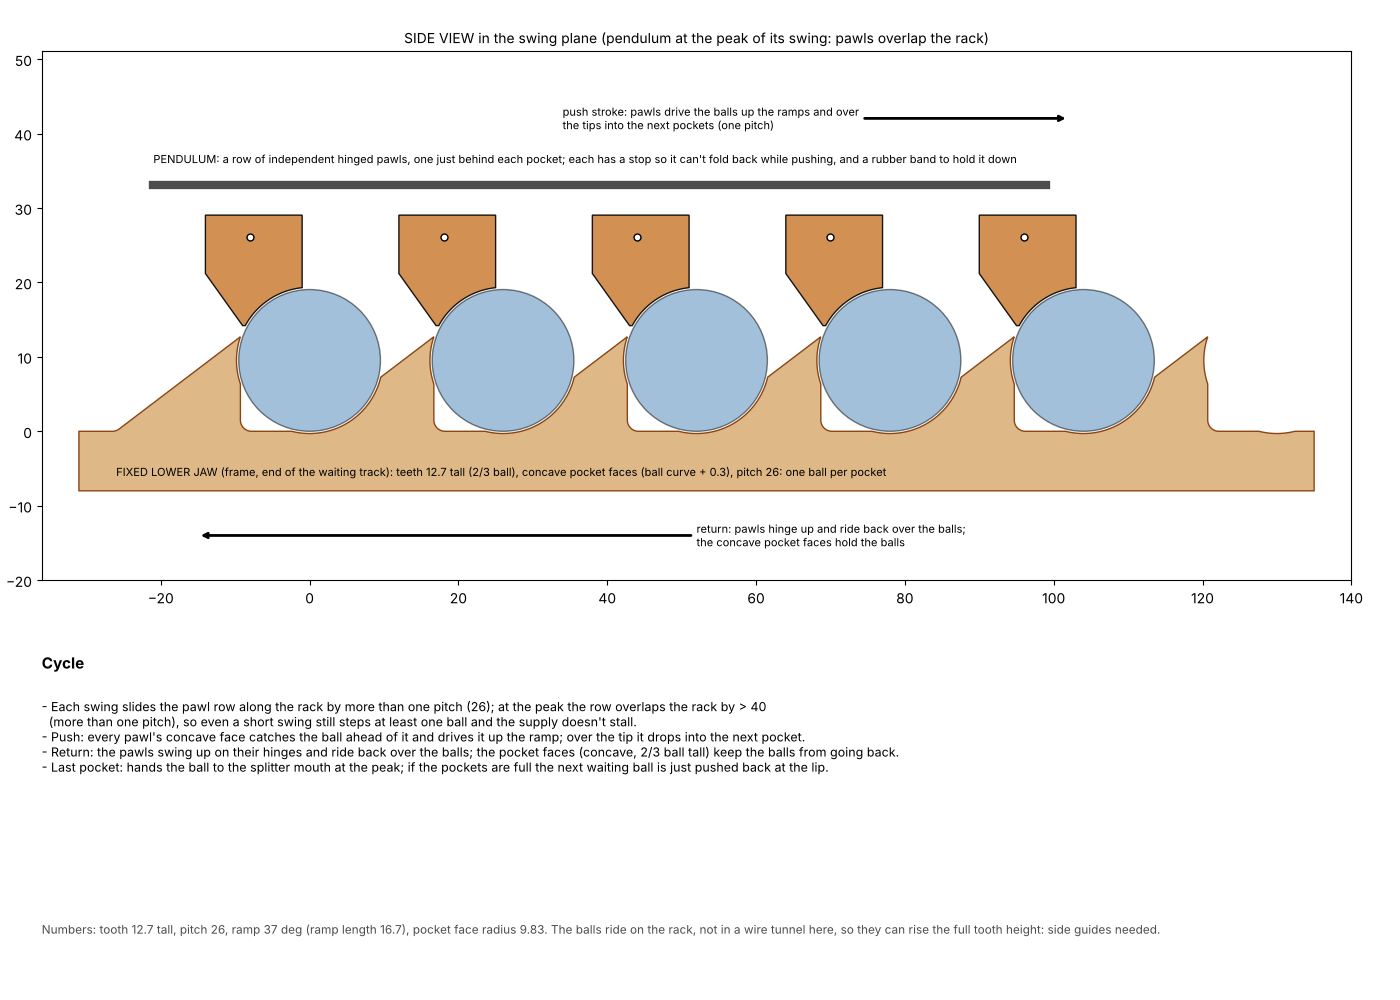 SIDE VIEW in the swing plane (pendulum at the peak of its swing: pawls overlap the rack)
50
push stroke: pawls drive the balls up the ramps and over
the tips into the next pockets (one pitch)
40
PENDULUM: a row of independent hinged pawls, one just behind each pocket; each has a stop so it can't fold back while pushing, and a rubber band to hold it down
30
20
10
0
FIXED LOWER JAW (frame, end of the waiting track): teeth 12.7 tall (2/3 ball), concave pocket faces (ball curve + 0.3), pitch 26: one ball per pocket
−10
return: pawls hinge up and ride back over the balls;
the concave pocket faces hold the balls
−20
−20 0 20 40 60 80 100 120 140
Cycle
- Each swing slides the pawl row along the rack by more than one pitch (26); at the peak the row overlaps the rack by > 40
(more than one pitch), so even a short swing still steps at least one ball and the supply doesn't stall.
- Push: every pawl's concave face catches the ball ahead of it and drives it up the ramp; over the tip it drops into the next pocket.
- Return: the pawls swing up on their hinges and ride back over the balls; the pocket faces (concave, 2/3 ball tall) keep the balls from going back.
- Last pocket: hands the ball to the splitter mouth at the peak; if the pockets are full the next waiting ball is just pushed back at the lip.
Numbers: tooth 12.7 tall, pitch 26, ramp 37 deg (ramp length 16.7), pocket face radius 9.83. The balls ride on the rack, not in a wire tunnel here, so they can rise the full tooth height: side guides needed.